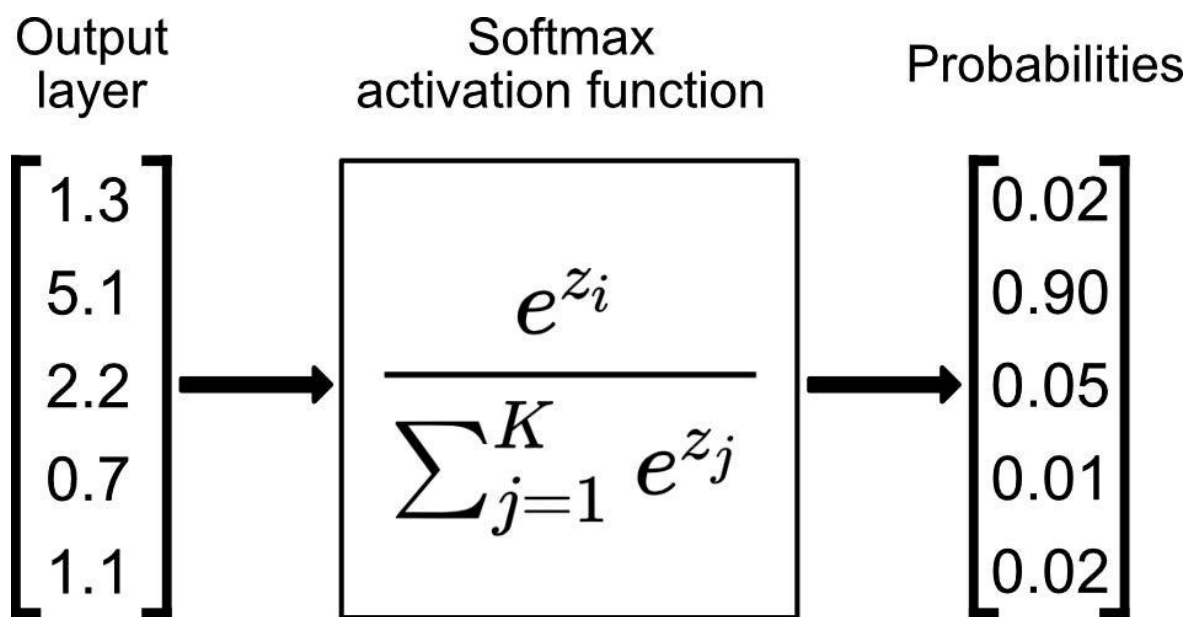 Output
layer
Softmax
activation function
Probabilities
1.3
5.1
2.2
0.7
1.1
e^{z_i}
∑_{j=1}^{K} e^{z_j}
0.02
0.90
0.05
0.01
0.02